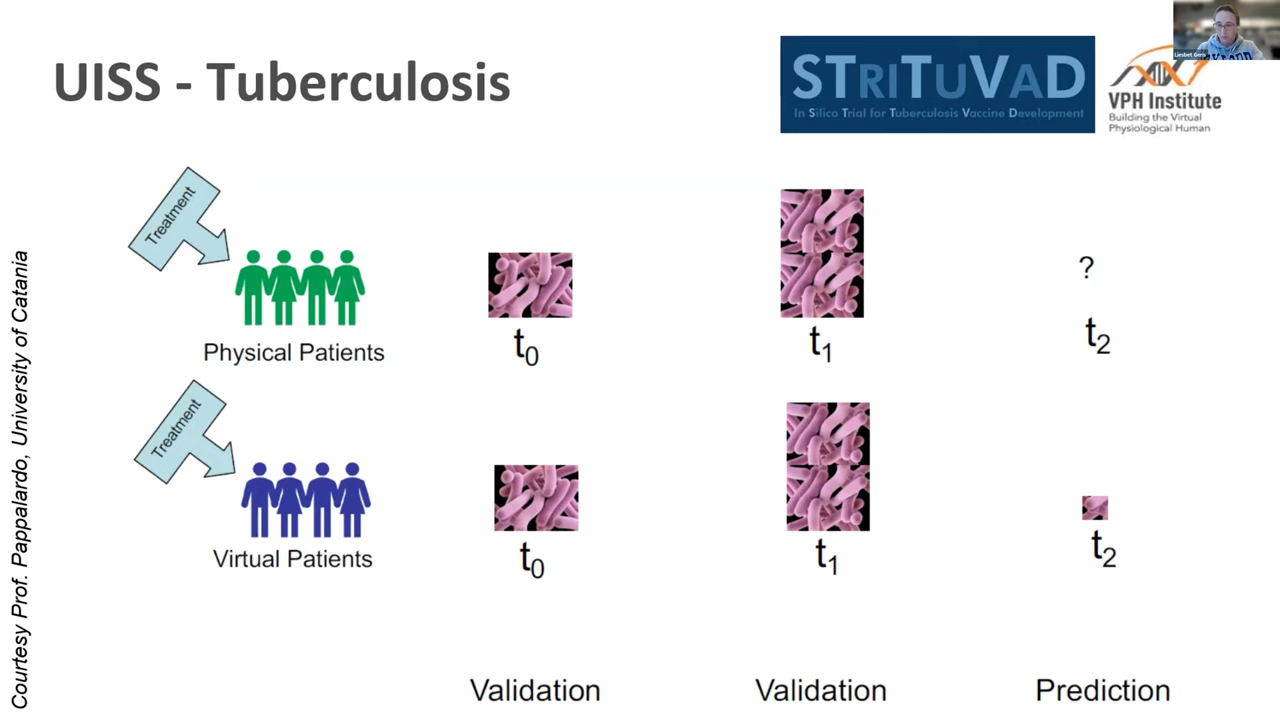 UISS - Tuberculosis
STRITUVAD
In Silico Trial for Tuberculosis Vaccine Development
VPH Institute
Building the Virtual
Physiological Human
Liesbet Geris
Courtesy Prof. Pappalardo, University of Catania
Treatment
Physical Patients
t0
t1
?
t2
Treatment
Virtual Patients
t0
t1
t2
Validation
Validation
Prediction